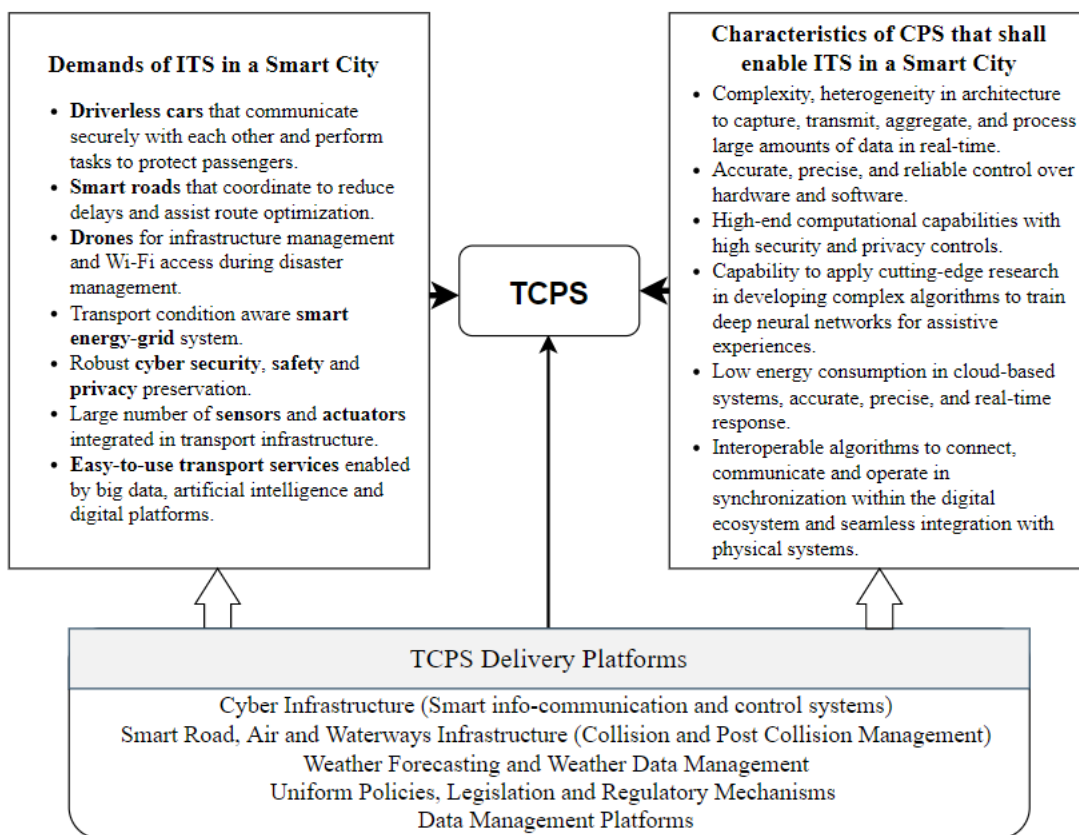 Demands of ITS in a Smart City
• Driverless cars that communicate
securely with each other and perform
tasks to protect passengers.
• Smart roads that coordinate to reduce
delays and assist route optimization.
• Drones for infrastructure management
and Wi-Fi access during disaster
management.
• Transport condition aware smart
energy-grid system.
• Robust cyber security, safety and
privacy preservation.
• Large number of sensors and actuators
integrated in transport infrastructure.
• Easy-to-use transport services enabled
by big data, artificial intelligence and
digital platforms.
TCPS
Characteristics of CPS that shall
enable ITS in a Smart City
• Complexity, heterogeneity in architecture
to capture, transmit, aggregate, and process
large amounts of data in real-time.
• Accurate, precise, and reliable control over
hardware and software.
• High-end computational capabilities with
high security and privacy controls.
• Capability to apply cutting-edge research
in developing complex algorithms to train
deep neural networks for assistive
experiences.
• Low energy consumption in cloud-based
systems, accurate, precise, and real-time
response.
• Interoperable algorithms to connect,
communicate and operate in
synchronization within the digital
ecosystem and seamless integration with
physical systems.
TCPS Delivery Platforms
Cyber Infrastructure (Smart info-communication and control systems)
Smart Road, Air and Waterways Infrastructure (Collision and Post Collision Management)
Weather Forecasting and Weather Data Management
Uniform Policies, Legislation and Regulatory Mechanisms
Data Management Platforms